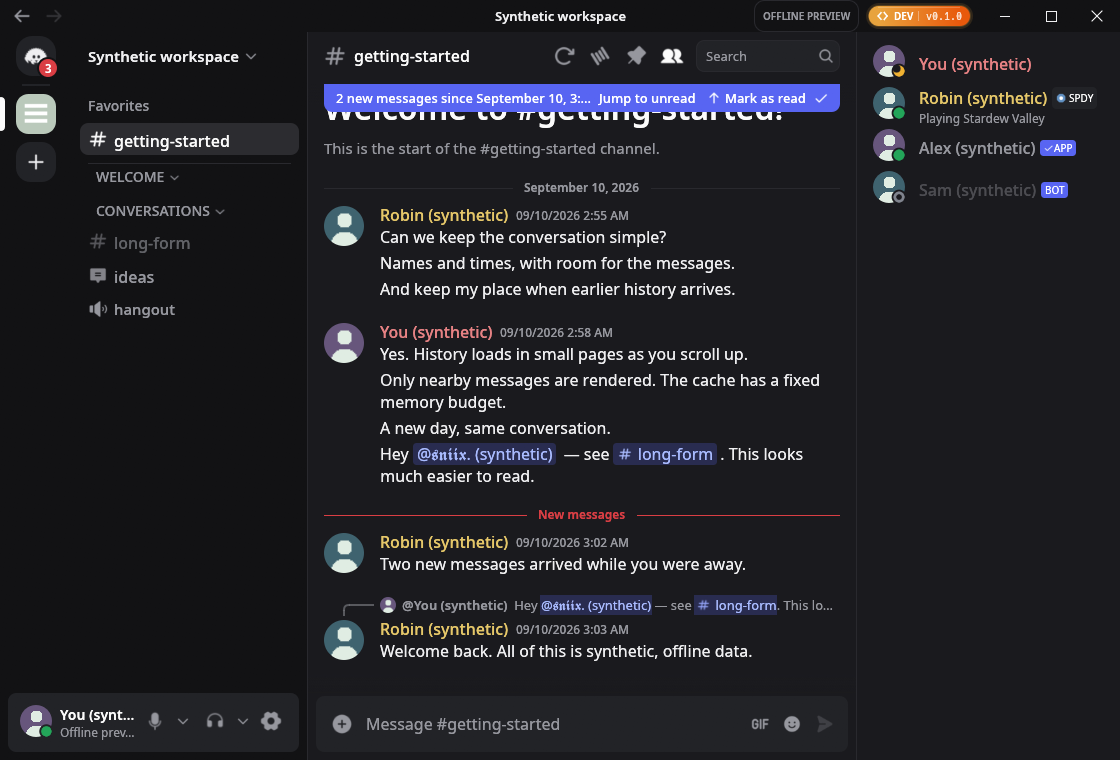 Synthetic workspace
OFFLINE PREVIEW
DEV v0.1.0
3
Synthetic workspace
Favorites
# getting-started
WELCOME
CONVERSATIONS
# long-form
ideas
hangout
You (synt...
Offline prev...
# getting-started
Search
2 new messages since September 10, 3:... Jump to unread ↑ Mark as read
Welcome to #getting-started!
This is the start of the #getting-started channel.
September 10, 2026
Robin (synthetic) 09/10/2026 2:55 AM
Can we keep the conversation simple?
Names and times, with room for the messages.
And keep my place when earlier history arrives.
You (synthetic) 09/10/2026 2:58 AM
Yes. History loads in small pages as you scroll up.
Only nearby messages are rendered. The cache has a fixed
memory budget.
A new day, same conversation.
Hey @𝖘𝖓𝖎𝖎𝖝. (synthetic) — see # long-form . This looks
much easier to read.
New messages
Robin (synthetic) 09/10/2026 3:02 AM
Two new messages arrived while you were away.
@You (synthetic) Hey @𝖘𝖓𝖎𝖎𝖝. (synthetic) — see # long-form. This lo...
Robin (synthetic) 09/10/2026 3:03 AM
Welcome back. All of this is synthetic, offline data.
Message #getting-started
GIF
You (synthetic)
Robin (synthetic) SPDY
Playing Stardew Valley
Alex (synthetic) APP
Sam (synthetic) BOT